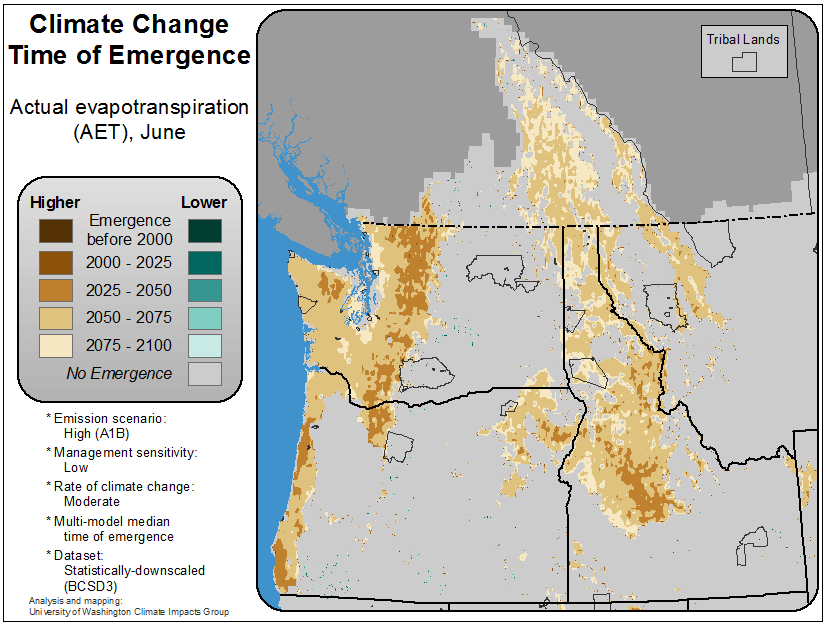 Climate Change
Time of Emergence
Actual evapotranspiration
(AET), June
Higher
Lower
Emergence
before 2000
2000 - 2025
2025 - 2050
2050 - 2075
2075 - 2100
No Emergence
* Emission scenario:
High (A1B)
* Management sensitivity:
Low
* Rate of climate change:
Moderate
* Multi-model median
time of emergence
* Dataset:
Statistically-downscaled
(BCSD3)
Analysis and mapping:
University of Washington Climate Impacts Group
Tribal Lands